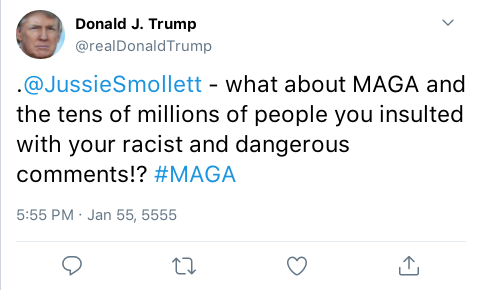 Donald J. Trump
@realDonaldTrump
.@JussieSmollett - what about MAGA and
the tens of millions of people you insulted
with your racist and dangerous
comments!? #MAGA
5:55 PM · Jan 55, 5555